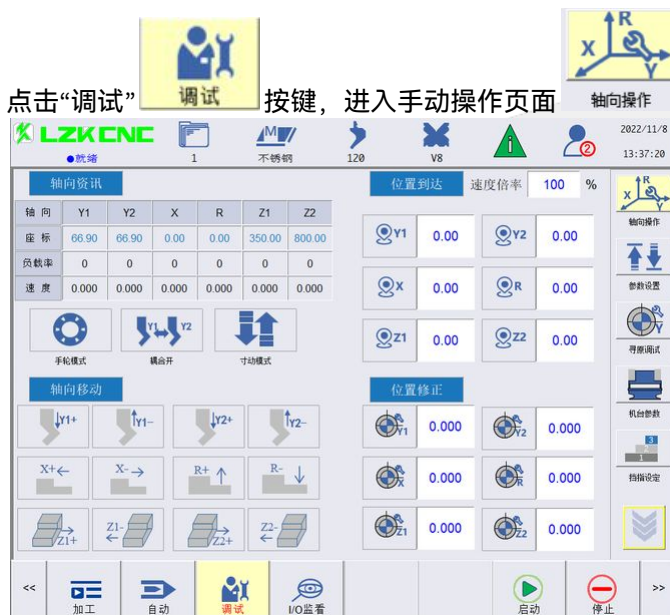 点击“调试” 调试 按键，进入手动操作页面 X R Y 轴向操作
LZKCNC 2022/11/8
●就绪 1 M 不锈钢 120 V8 2 13:37:20
轴向资讯 位置到达 速度倍率 100 %
轴 向 Y1 Y2 X R Z1 Z2
座 标 66.90 66.90 0.00 0.00 350.00 800.00
负载率 0 0 0 0 0 0
速 度 0.000 0.000 0.000 0.000 0.000 0.000
Y1 0.00 Y2 0.00
X 0.00 R 0.00
Z1 0.00 Z2 0.00
Y1 Y2
手轮模式 耦合开 寸动模式
轴向移动 位置修正
Y1+ Y1- Y2+ Y2-
X+ X- R+ R-
Z1+ Z1- Z2+ Z2-
Y1 0.000 Y2 0.000
X 0.000 R 0.000
Z1 0.000 Z2 0.000
X R Y
轴向操作
参数设置
寻原调试
机台参数
3
2
1
挡指设定
<< 加工 自动 调试 I/O监看 启动 停止 >>